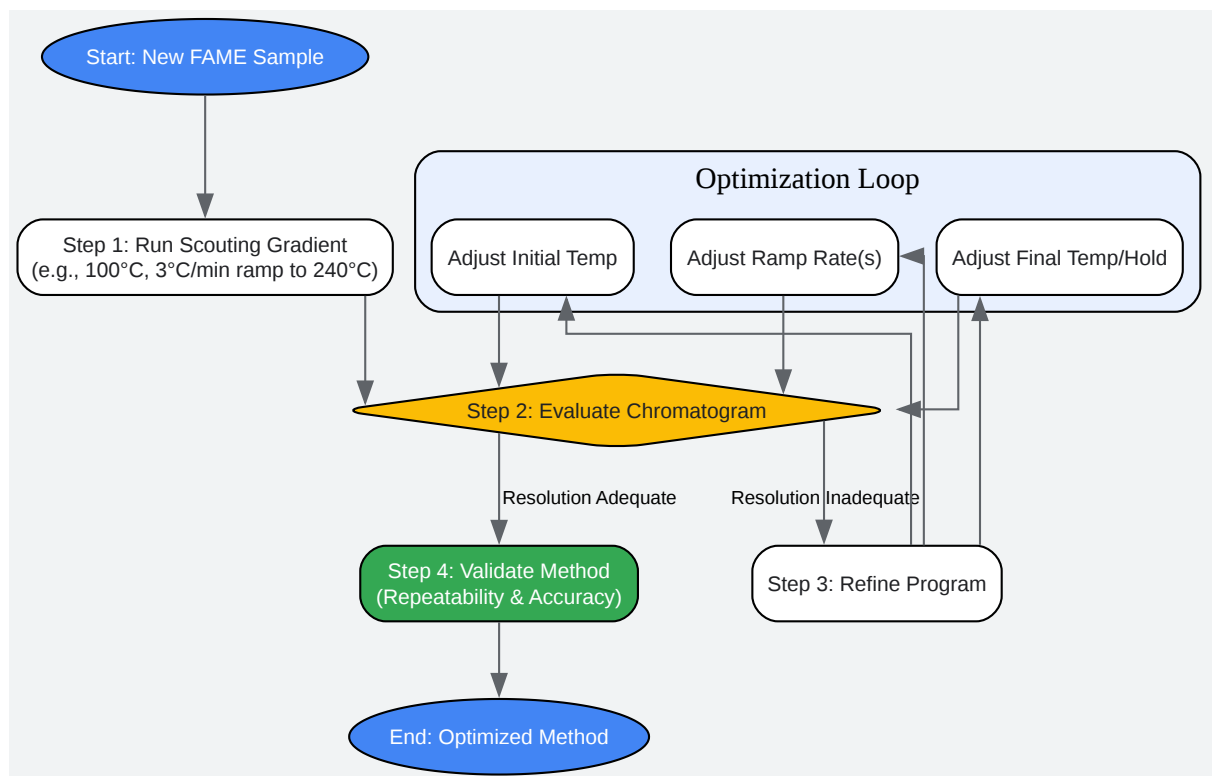 Start: New FAME Sample
Optimization Loop
Step 1: Run Scouting Gradient
(e.g., 100°C, 3°C/min ramp to 240°C)
Adjust Initial Temp
Adjust Ramp Rate(s)
Adjust Final Temp/Hold
Step 2: Evaluate Chromatogram
Resolution Adequate
Resolution Inadequate
Step 4: Validate Method
(Repeatability & Accuracy)
Step 3: Refine Program
End: Optimized Method